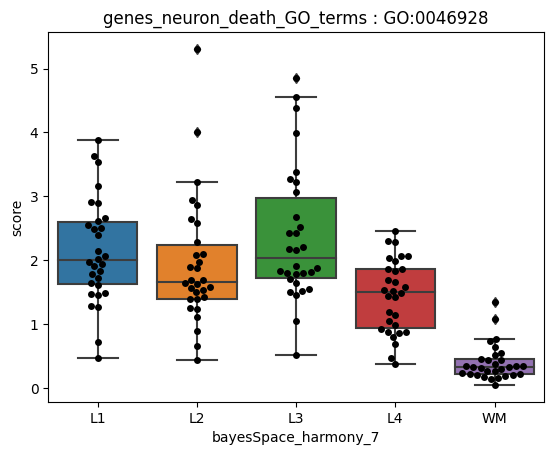 genes_neuron_death_GO_terms : GO:0046928
score
5
4
3
2
1
0
L1 L2 L3 L4 WM
bayesSpace_harmony_7